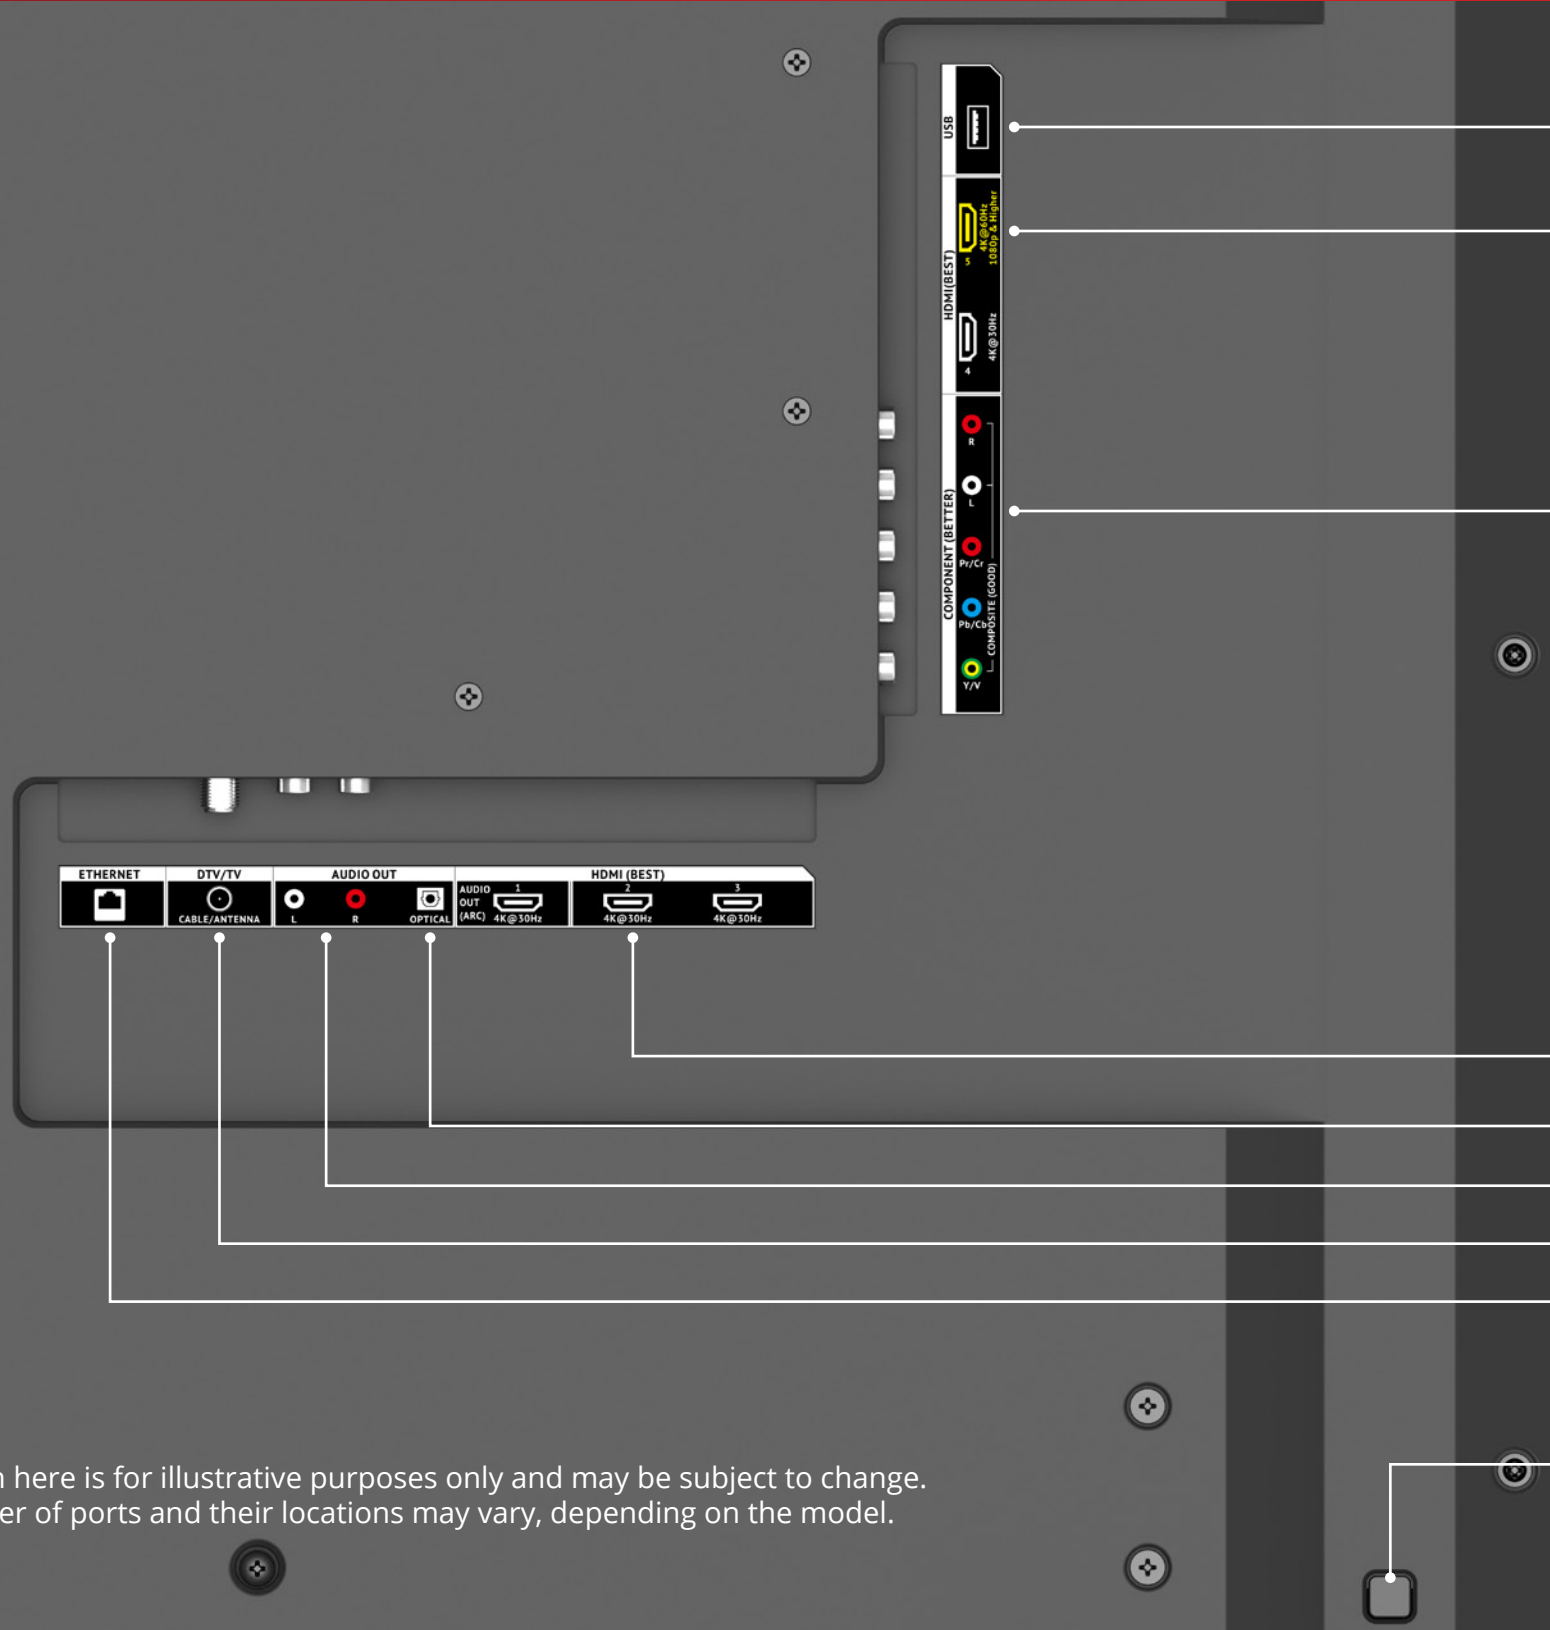 USB
4K@60Hz
1080p & Higher
5
HDMI(BEST)
4K@30Hz
4
R
L
COMPONENT (BETTER)
Pr/Cr
COMPOSITE (GOOD)
Pb/Cb
Y/V
ETHERNET
DTV/TV
CABLE/ANTENNA
AUDIO OUT
L
R
OPTICAL
AUDIO
OUT
(ARC)
1
4K@30Hz
HDMI (BEST)
2
4K@30Hz
3
4K@30Hz
here is for illustrative purposes only and may be subject to change.
er of ports and their locations may vary, depending on the model.